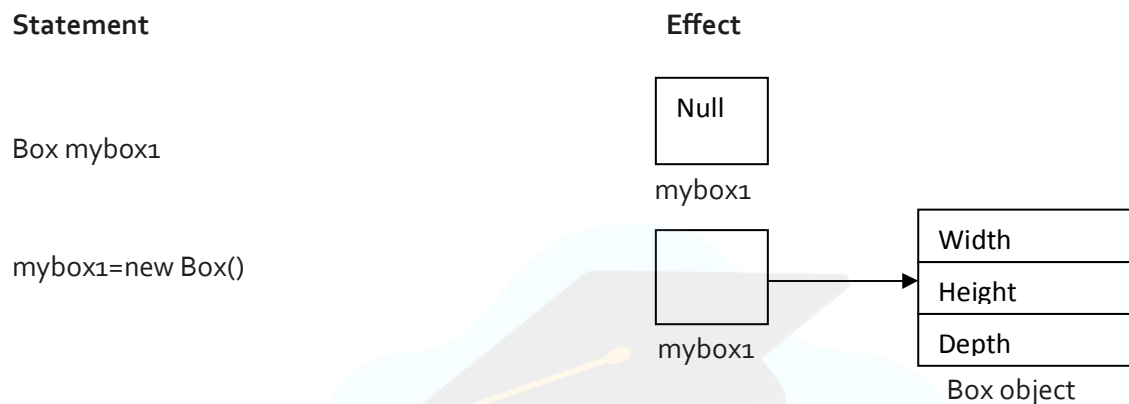 Statement Effect
Null
Box mybox1
mybox1
Width
mybox1=new Box()
Height
mybox1 Depth
Box object